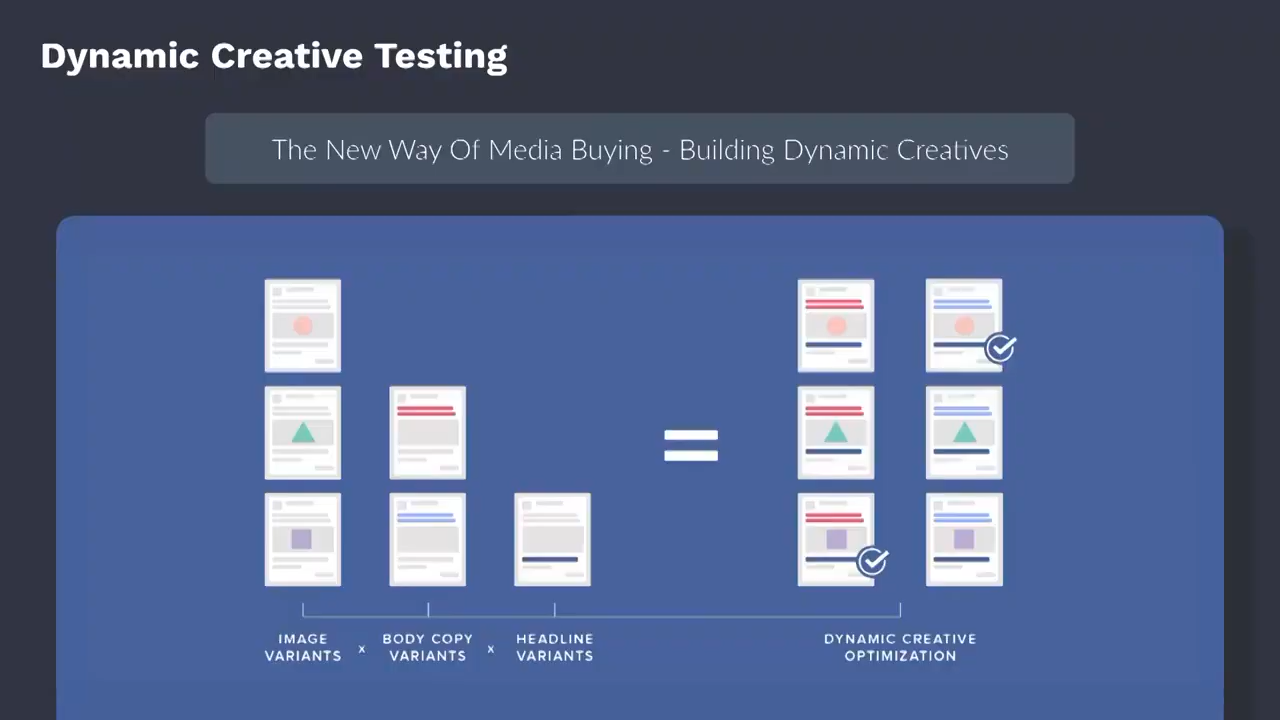 Dynamic Creative Testing
The New Way Of Media Buying - Building Dynamic Creatives
IMAGE VARIANTS x BODY COPY VARIANTS x HEADLINE VARIANTS
DYNAMIC CREATIVE
OPTIMIZATION